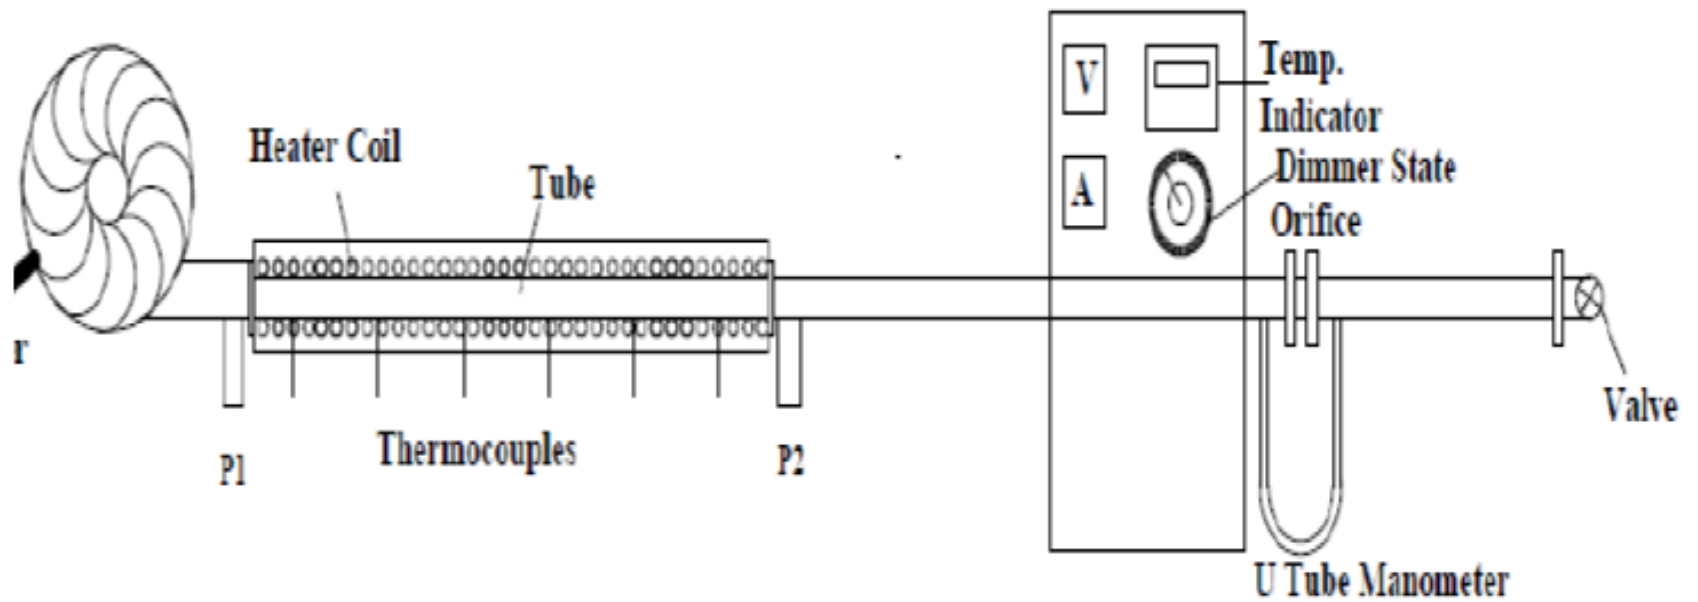 Heater Coil
Tube
V
A
Temp.
Indicator
Dimmer State
Orifice
r
P1
Thermocouples
P2
Valve
U Tube Manometer